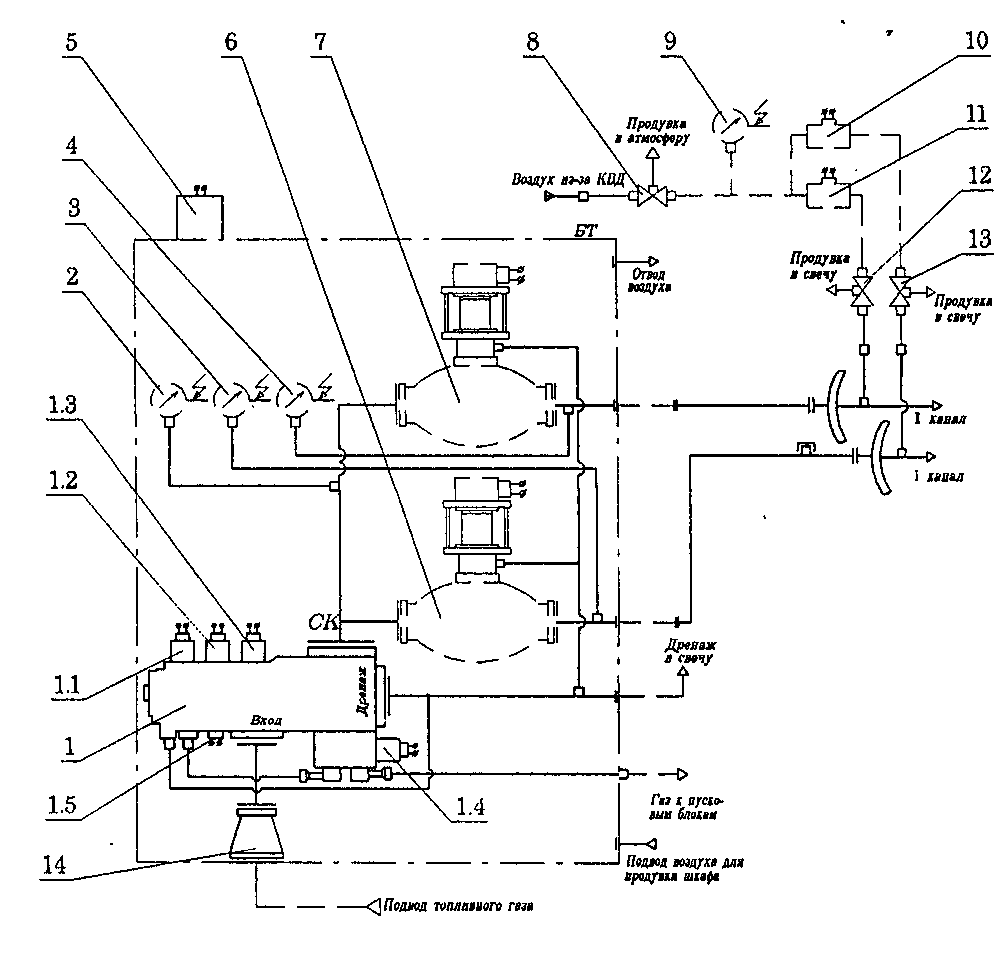 5
6
7
8
9
10
11
12
13
4
3
2
1.3
1.2
1.1
1
1.5
14
1.4
Продувка
в атмосферу
Воздух из-за КВД
БТ
Отвод
воздуха
Продувка
в свечу
Продувка
в свечу
I канал
I канал
СК
Дренаж
Вход
Дренаж
в свечу
Газ к пуско-
вым блокам
Подвод воздуха для
продувки шкафа
Подвод топливного газа